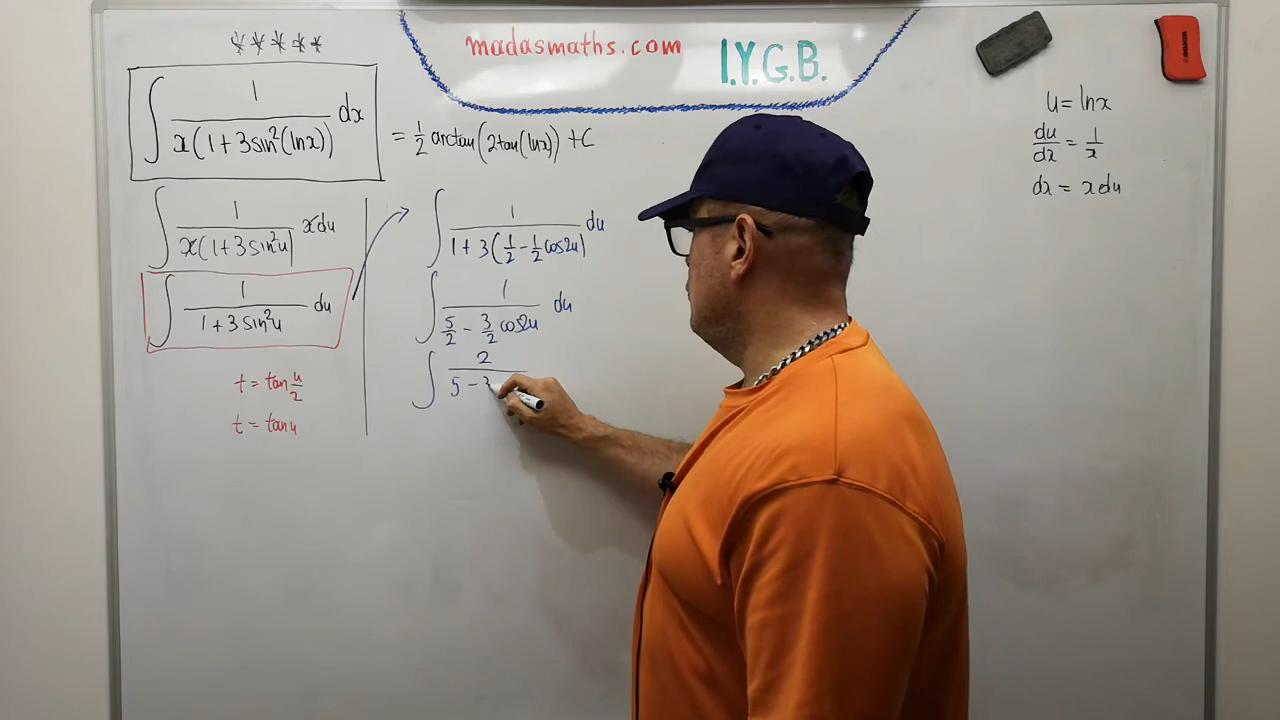 *****
madasmaths.com
I.Y.G.B.
∫ 1/(x(1+3sin²(lnx))) dx
= 1/2 arctan(2tan(lnx)) + C
u = lnx
du/dx = 1/x
dx = x du
∫ 1/(x(1+3sin²u)) x du
∫ 1/(1+3sin²u) du
t = tan u/2
t = tan u
∫ 1/(1+3(1/2-1/2cos2u)) du
∫ 1/(5/2 - 3/2 cos2u) du
∫ 2/(5-3